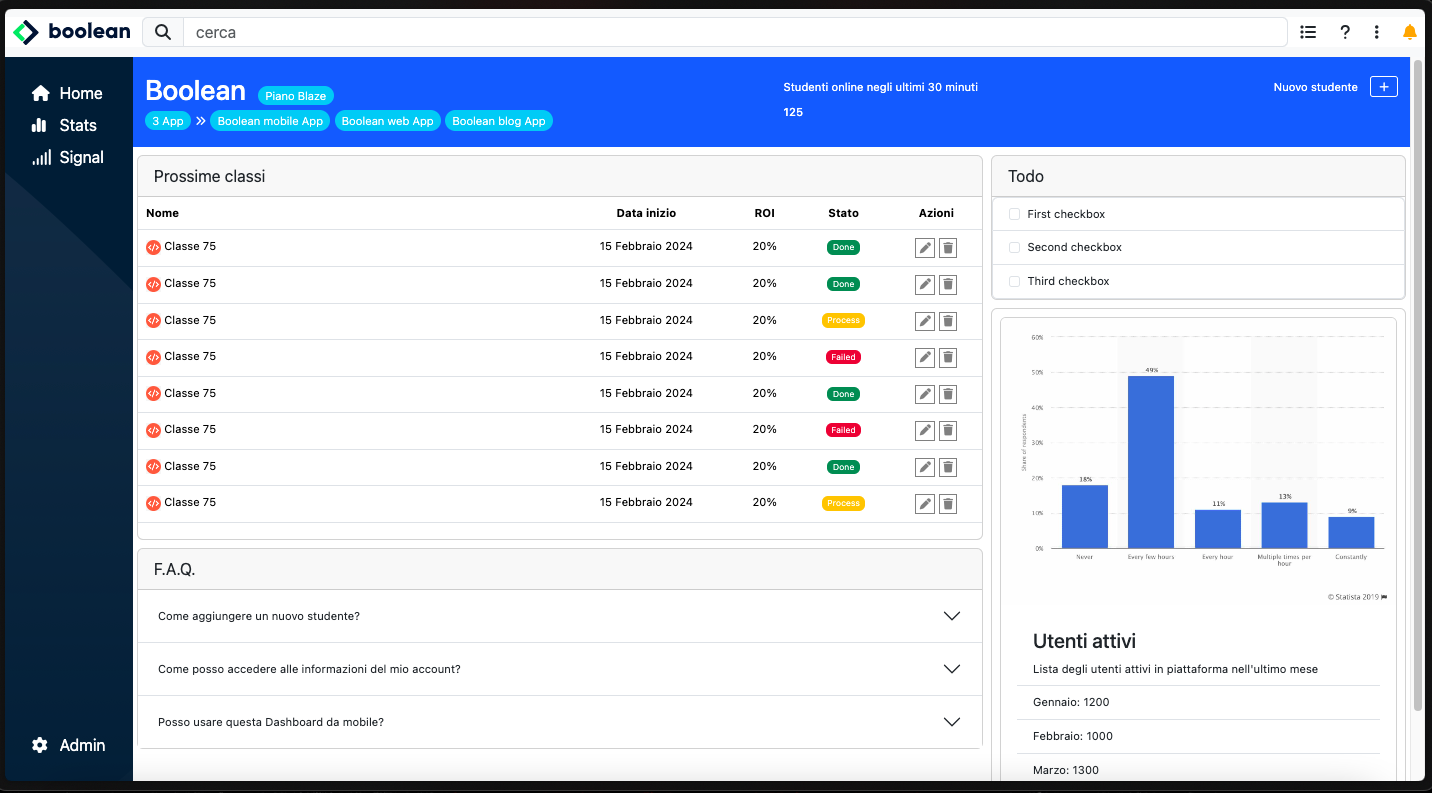 boolean
cerca
?
Home
Stats
Signal
Admin
Boolean Piano Blaze
3 App » Boolean mobile App Boolean web App Boolean blog App
Studenti online negli ultimi 30 minuti
125
Nuovo studente +
Prossime classi
Nome Data inizio ROI Stato Azioni
</> Classe 75 15 Febbraio 2024 20% Done
</> Classe 75 15 Febbraio 2024 20% Done
</> Classe 75 15 Febbraio 2024 20% Process
</> Classe 75 15 Febbraio 2024 20% Failed
</> Classe 75 15 Febbraio 2024 20% Done
</> Classe 75 15 Febbraio 2024 20% Failed
</> Classe 75 15 Febbraio 2024 20% Done
</> Classe 75 15 Febbraio 2024 20% Process
F.A.Q.
Come aggiungere un nuovo studente?
Come posso accedere alle informazioni del mio account?
Posso usare questa Dashboard da mobile?
Todo
First checkbox
Second checkbox
Third checkbox
Share of respondents
60%
50%
40%
30%
20%
10%
0%
18%
49%
11%
13%
9%
Never
Every few hours
Every hour
Multiple times per
hour
Constantly
© Statista 2019
Utenti attivi
Lista degli utenti attivi in piattaforma nell'ultimo mese
Gennaio: 1200
Febbraio: 1000
Marzo: 1300